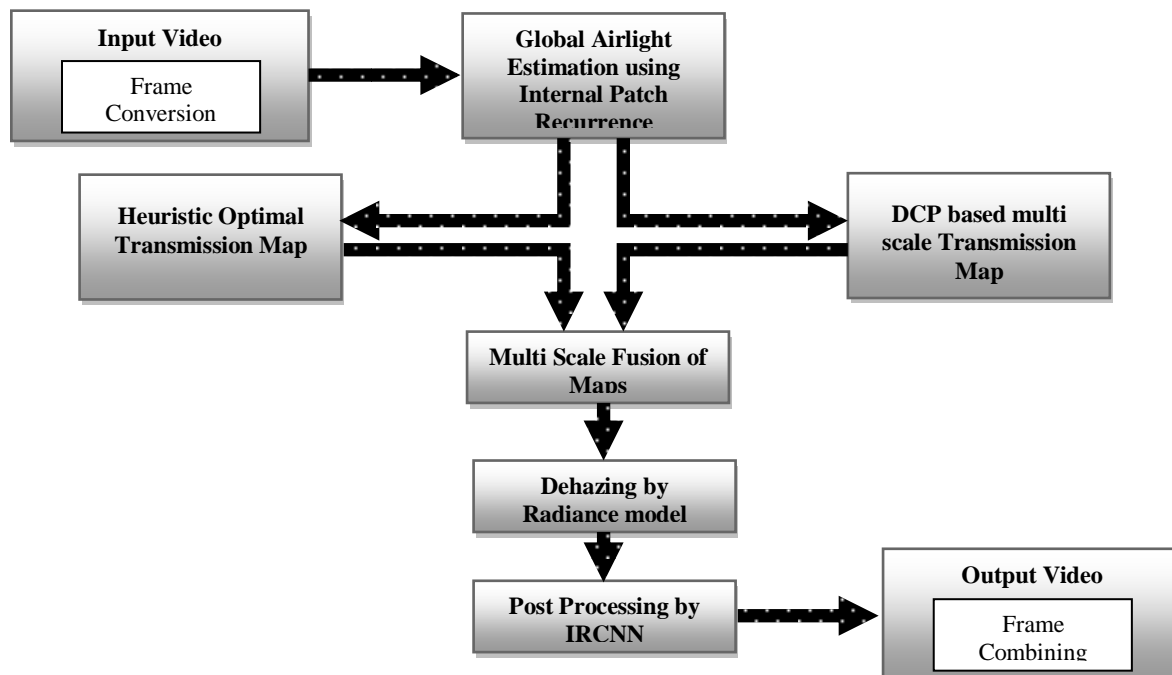 Input Video
Frame
Conversion
Global Airlight
Estimation using
Internal Patch
Recurrence
Heuristic Optimal
Transmission Map
DCP based multi
scale Transmission
Map
Multi Scale Fusion of
Maps
Dehazing by
Radiance model
Post Processing by
IRCNN
Output Video
Frame
Combining